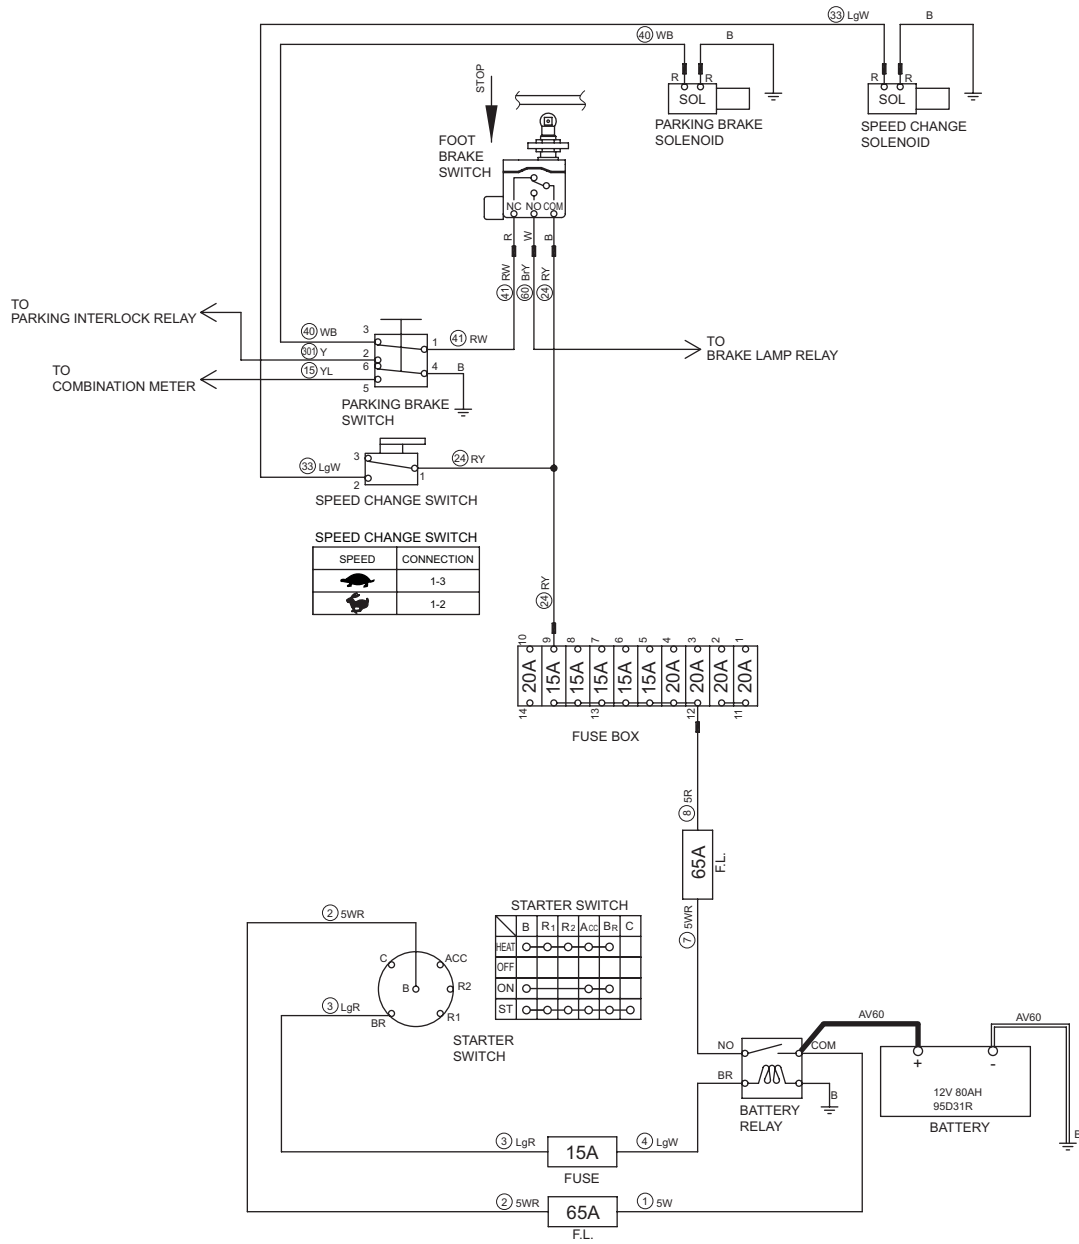 33 LgW
B
40 WB
B
STOP
R
R
R
R
SOL
SOL
FOOT
BRAKE
SWITCH
PARKING BRAKE
SOLENOID
SPEED CHANGE
SOLENOID
NC NO COM
R
W
B
41 RW
60 BrY
24 RY
TO
PARKING INTERLOCK RELAY
40 WB
3
1
41 RW
TO
BRAKE LAMP RELAY
301 Y
2
6
4
B
TO
COMBINATION METER
15 YL
5
PARKING BRAKE
SWITCH
3
24 RY
33 LgW
2
1
SPEED CHANGE SWITCH
SPEED CHANGE SWITCH
SPEED CONNECTION
1-3
1-2
24 RY
10 9 8 7 6 5 4 3 2 1
20A 15A 15A 15A 15A 15A 20A 20A 20A 20A
14 13 12 11
FUSE BOX
8 5R
65A
F.L.
7 5WR
STARTER SWITCH
B R1 R2 ACC BR C
HEAT
OFF
ON
ST
2 5WR
C
ACC
B
R2
3 LgR
BR
R1
STARTER
SWITCH
AV60
AV60
NO
COM
+
-
BR
B
12V 80AH
95D31R
BATTERY
RELAY
BATTERY
B
3 LgR
15A
4 LgW
FUSE
2 5WR
65A
1 5W
F.L.